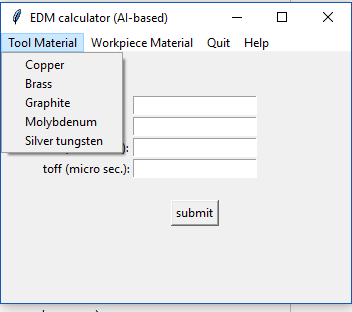 EDM calculator (AI-based)
Tool Material Workpiece Material Quit Help
Copper
Brass
Graphite
Molybdenum
Silver tungsten
toff (micro sec.):
submit